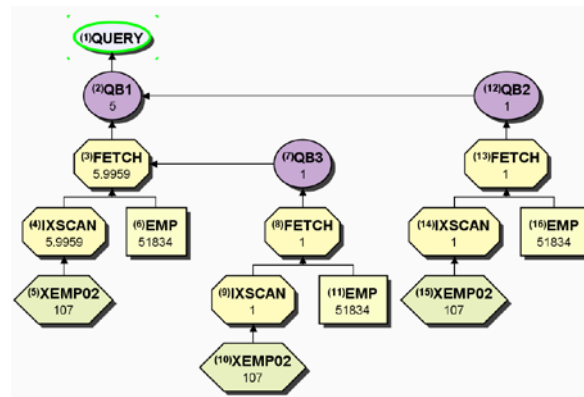 (1)QUERY
(2)QB1
5
(12)QB2
1
(3)FETCH
5.9959
(7)QB3
1
(13)FETCH
1
(4)IXSCAN
5.9959
(6)EMP
51834
(8)FETCH
1
(14)IXSCAN
1
(16)EMP
51834
(5)XEMP02
107
(9)IXSCAN
1
(11)EMP
51834
(15)XEMP02
107
(10)XEMP02
107